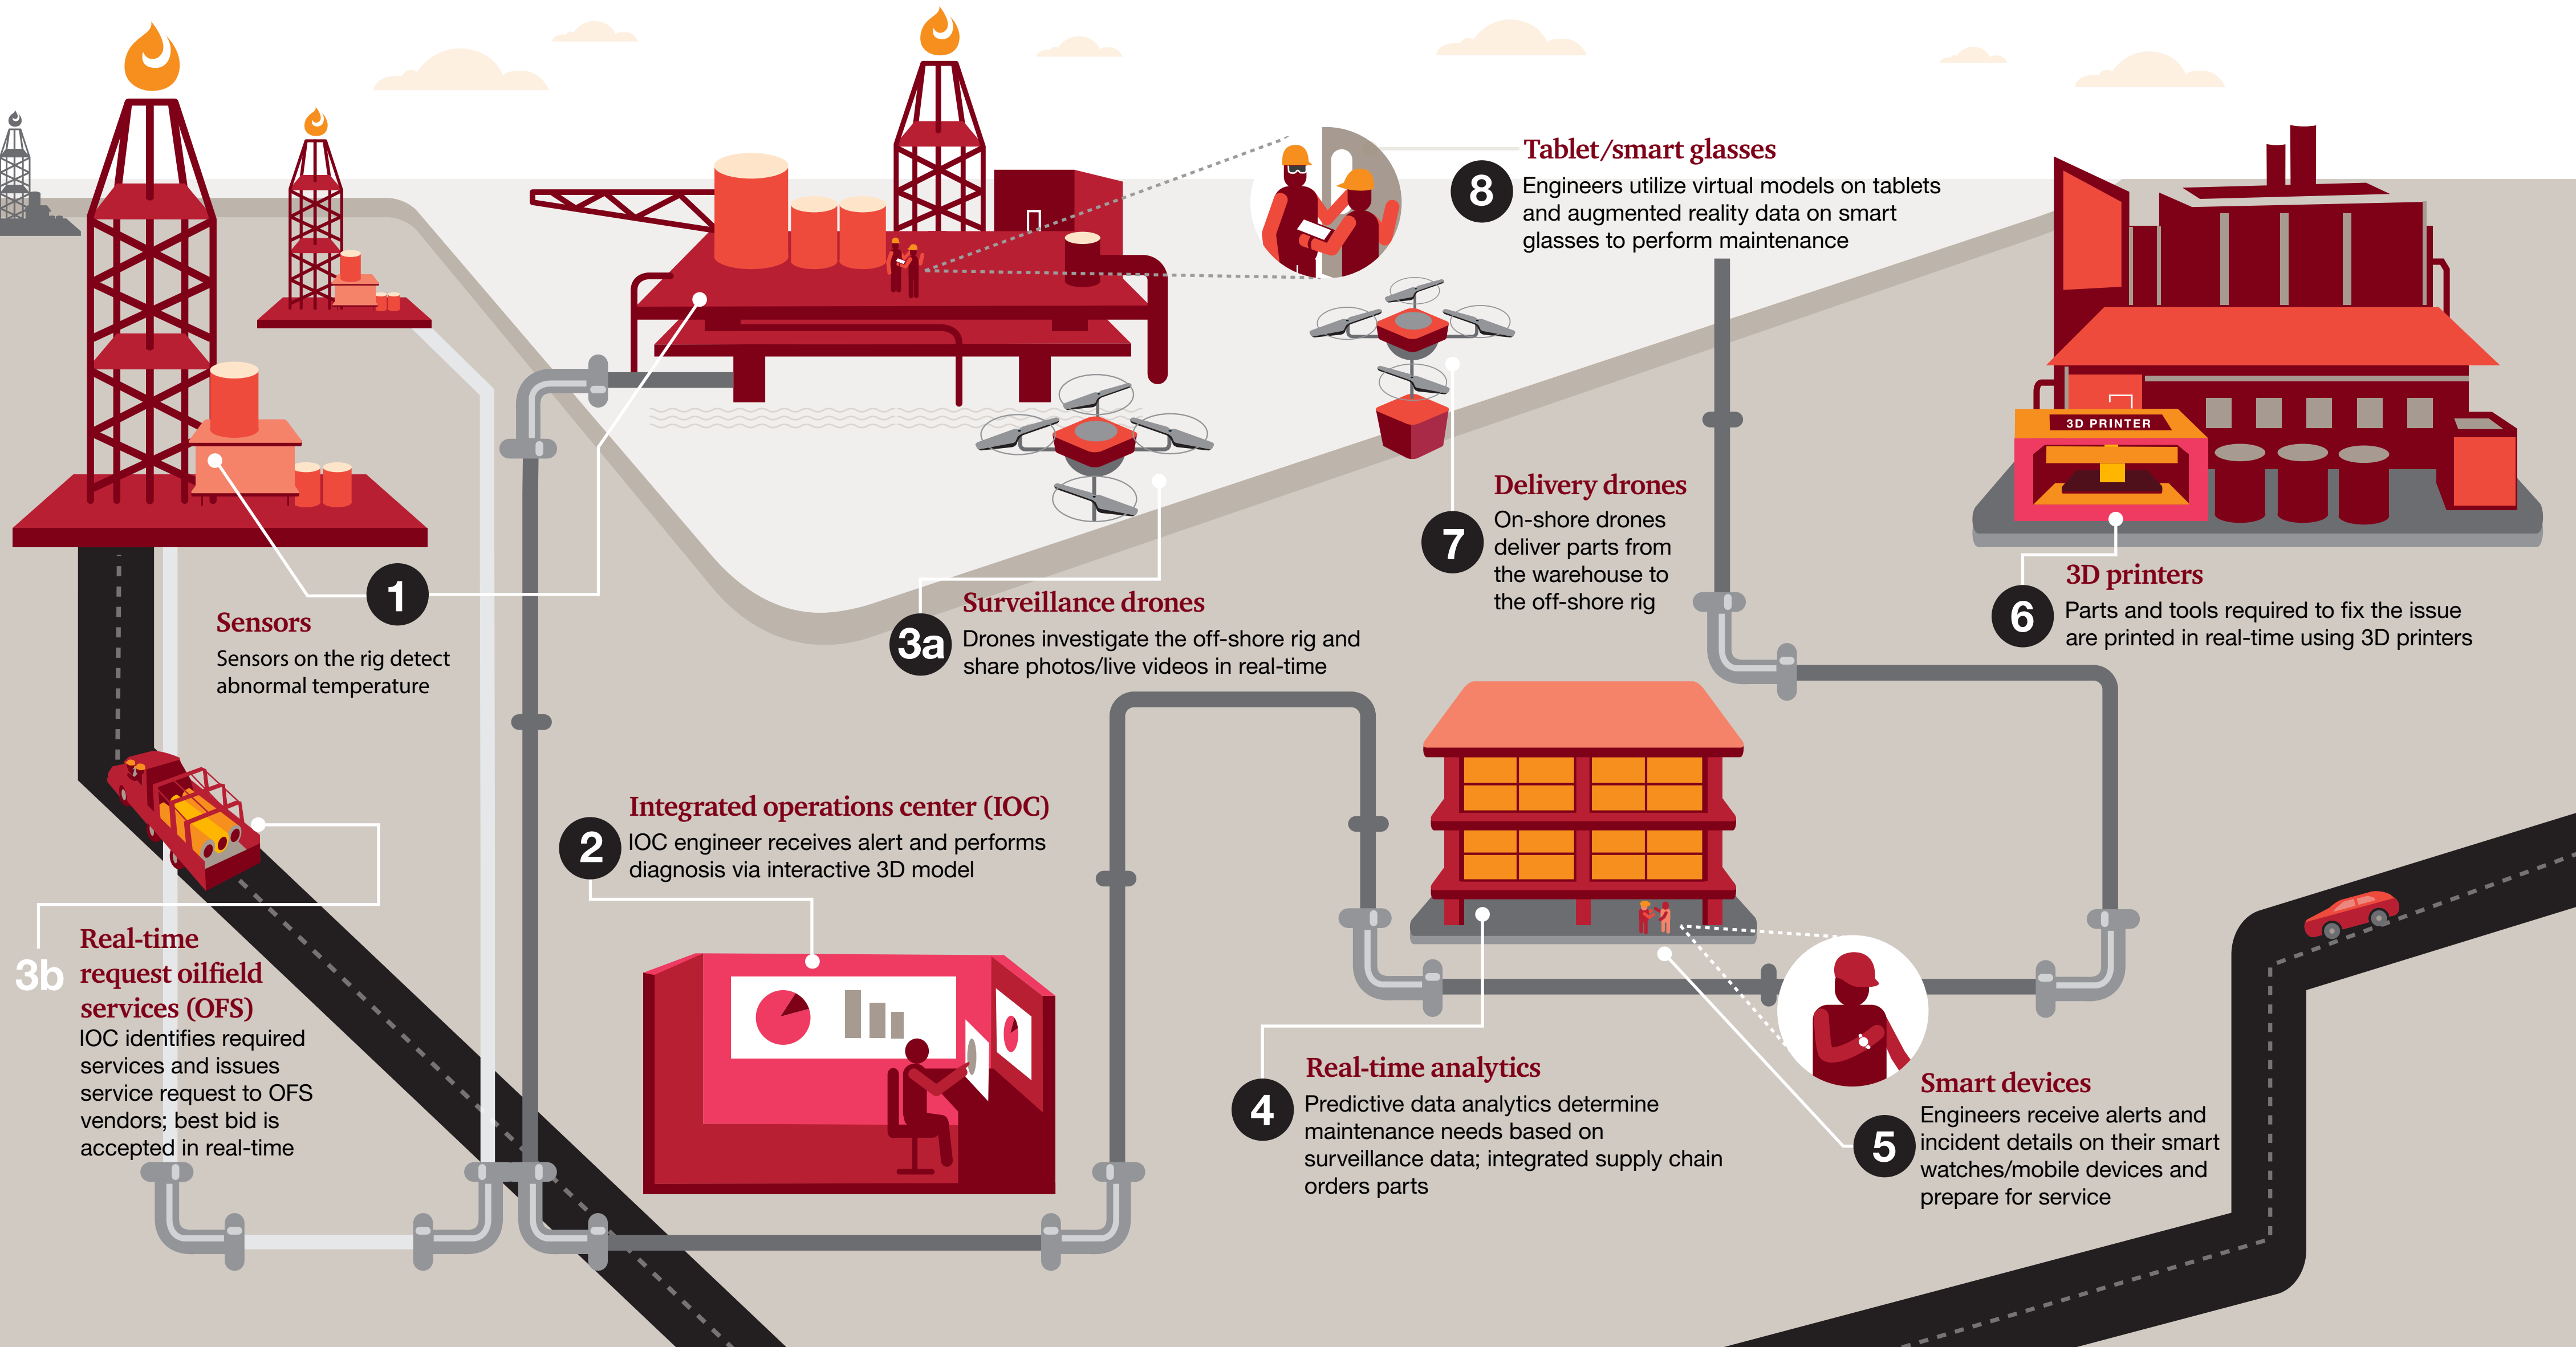 1
Sensors
Sensors on the rig detect
abnormal temperature
2
Integrated operations center (IOC)
IOC engineer receives alert and performs
diagnosis via interactive 3D model
3a
Surveillance drones
Drones investigate the off-shore rig and
share photos/live videos in real-time
3b
Real-time
request oilfield
services (OFS)
IOC identifies required
services and issues
service request to OFS
vendors; best bid is
accepted in real-time
4
Real-time analytics
Predictive data analytics determine
maintenance needs based on
surveillance data; integrated supply chain
orders parts
5
Smart devices
Engineers receive alerts and
incident details on their smart
watches/mobile devices and
prepare for service
3D PRINTER
6
3D printers
Parts and tools required to fix the issue
are printed in real-time using 3D printers
7
Delivery drones
On-shore drones
deliver parts from
the warehouse to
the off-shore rig
8
Tablet/smart glasses
Engineers utilize virtual models on tablets
and augmented reality data on smart
glasses to perform maintenance